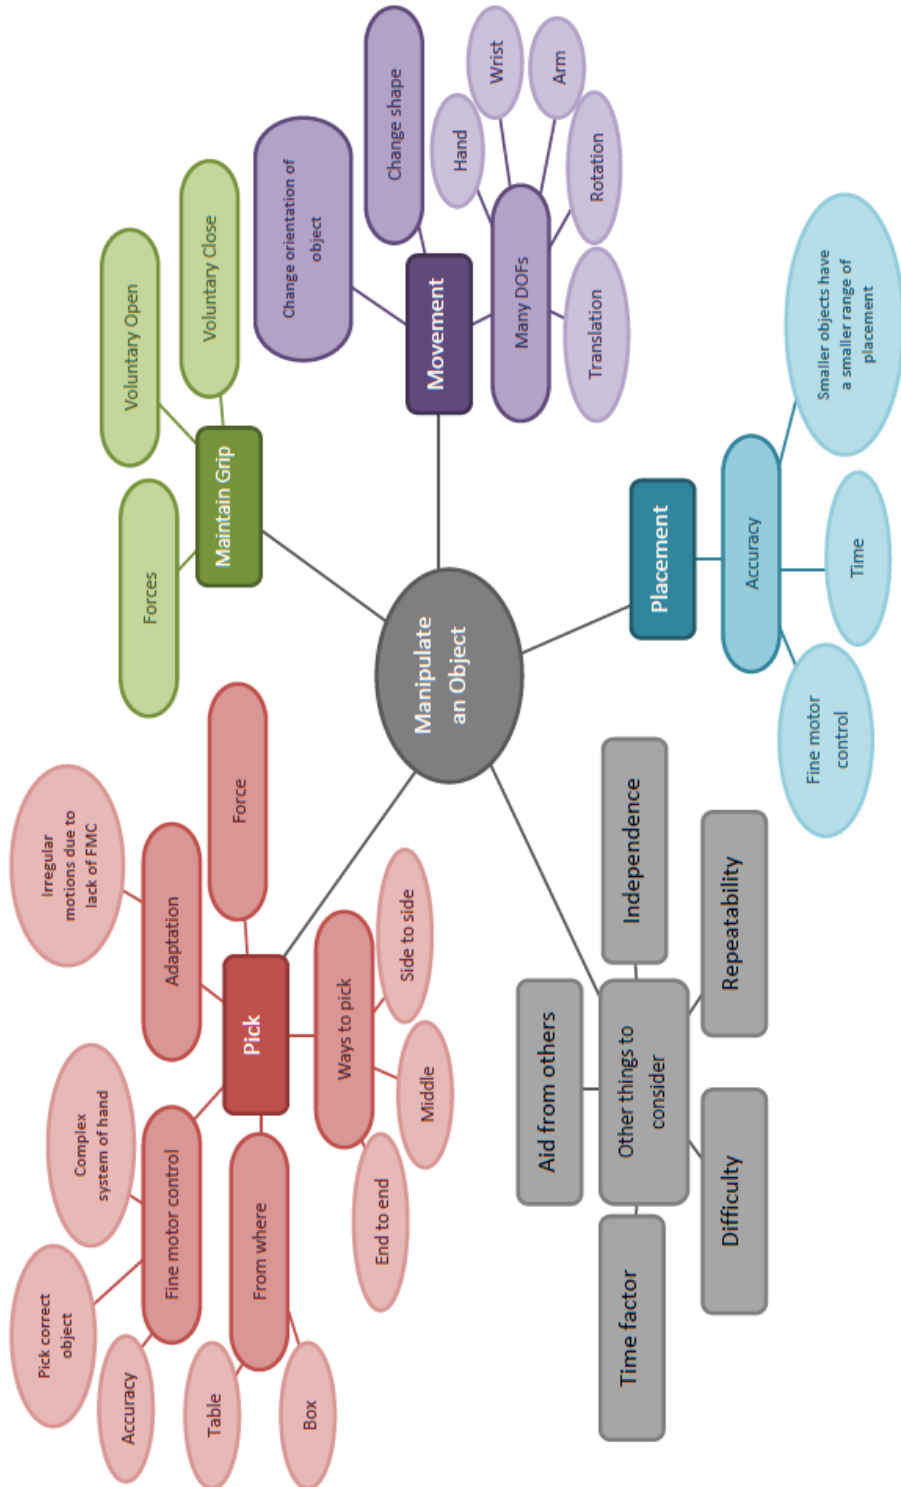 Irregular
motions due to
lack of FMC
Pick correct
object
Complex
system of hand
Accuracy
Fine motor control
Adaptation
Force
Table
From where
Pick
Box
Ways to pick
End to end
Middle
Side to side
Forces
Voluntary Open
Voluntary Close
Maintain Grip
Change orientation of
object
Change shape
Movement
Many DOFs
Hand
Wrist
Arm
Rotation
Translation
Manipulate
an Object
Aid from others
Time factor
Other things to
consider
Independence
Difficulty
Repeatability
Placement
Accuracy
Fine motor
control
Time
Smaller objects have
a smaller range of
placement